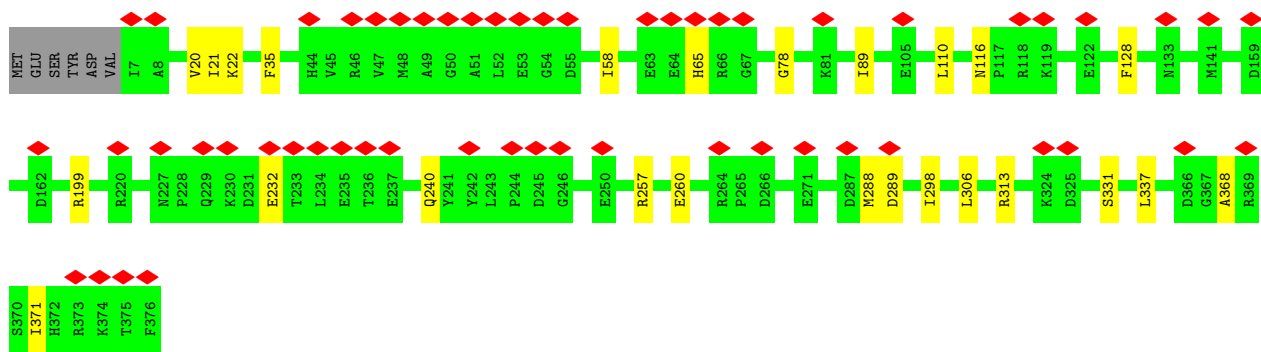 MET GLU SER TYR ASP VAL I7 A8 V20 I21 K22 F35 H44 V45 R46 V47 M48 A49 G50 A51 L52 E53 G54 D55 I58 E63 E64 H65 R66 G67 G78 K81 I89 E105 L110 N116 P117 R118 K119 E122 F128 N133 M141 D159
D162 R199 R220 N227 P228 Q229 K230 D231 E232 T233 L234 E235 T236 E237 Q240 Y241 Y242 L243 P244 D245 G246 E250 R257 E260 R264 P265 D266 E271 D287 M288 D289 I298 L306 R313 K324 D325 S331 L337 D366 G367 A368 R369
S370 I371 H372 R373 K374 T375 F376